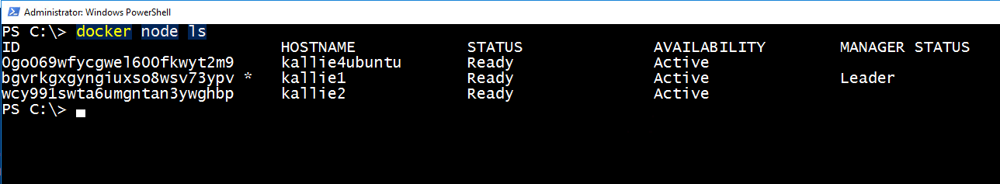 Administrator: Windows PowerShell
PS C:\> docker node ls
ID HOSTNAME STATUS AVAILABILITY MANAGER STATUS
0go069wfycgwel600fkwyt2m9 kallie4ubuntu Ready Active
bgvrkgxgyngiuxso8wsv73ypv * kallie1 Ready Active Leader
wcy991swta6umgntan3ywghbp kallie2 Ready Active
PS C:\>